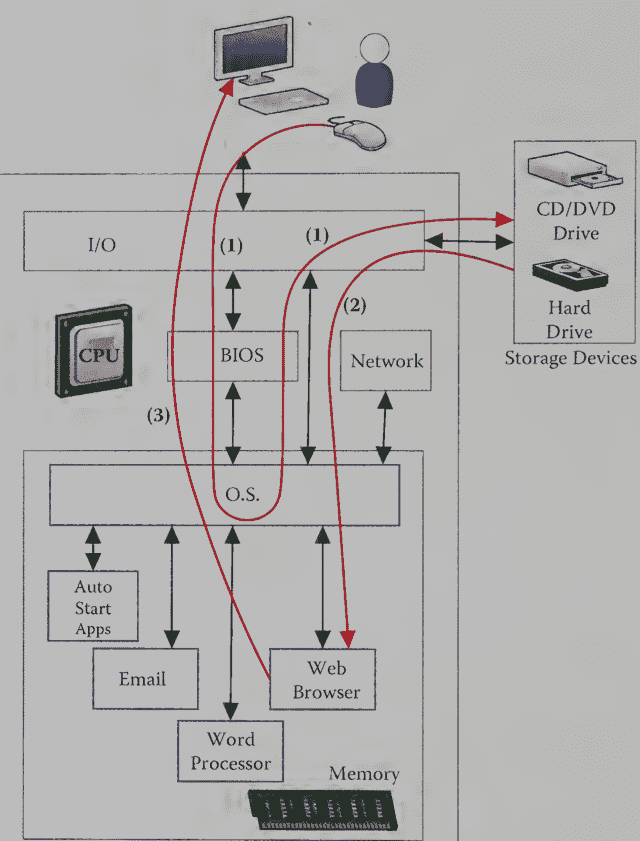 CD/DVD
Drive
(1)
(1)
I/O
(2)
Hard
Drive
Storage Devices
CPU
BIOS
Network
(3)
O.S.
Auto
Start
Apps
Email
Web
Browser
Word
Processor
Memory